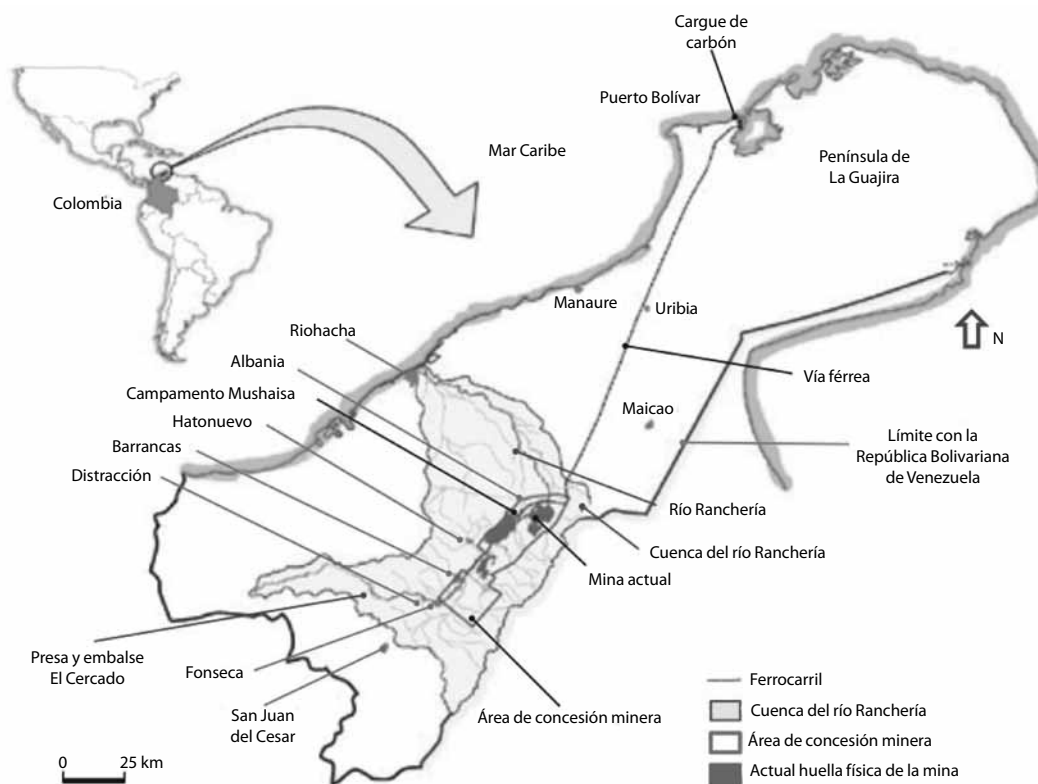 Cargue de
carbón
Puerto Bolívar
Mar Caribe
Península de
La Guajira
Colombia
Manaure
Uribia
N
Riohacha
Albania
Vía férrea
Campamento Mushaisa
Maicao
Hatonuevo
Límite con la
República Bolivariana
de Venezuela
Barrancas
Distracción
Río Ranchería
Cuenca del río Ranchería
Mina actual
Presa y embalse
El Cercado
Fonseca
San Juan
del Cesar
Área de concesión minera
Ferrocarril
Cuenca del río Ranchería
Área de concesión minera
Actual huella física de la mina
0 25 km